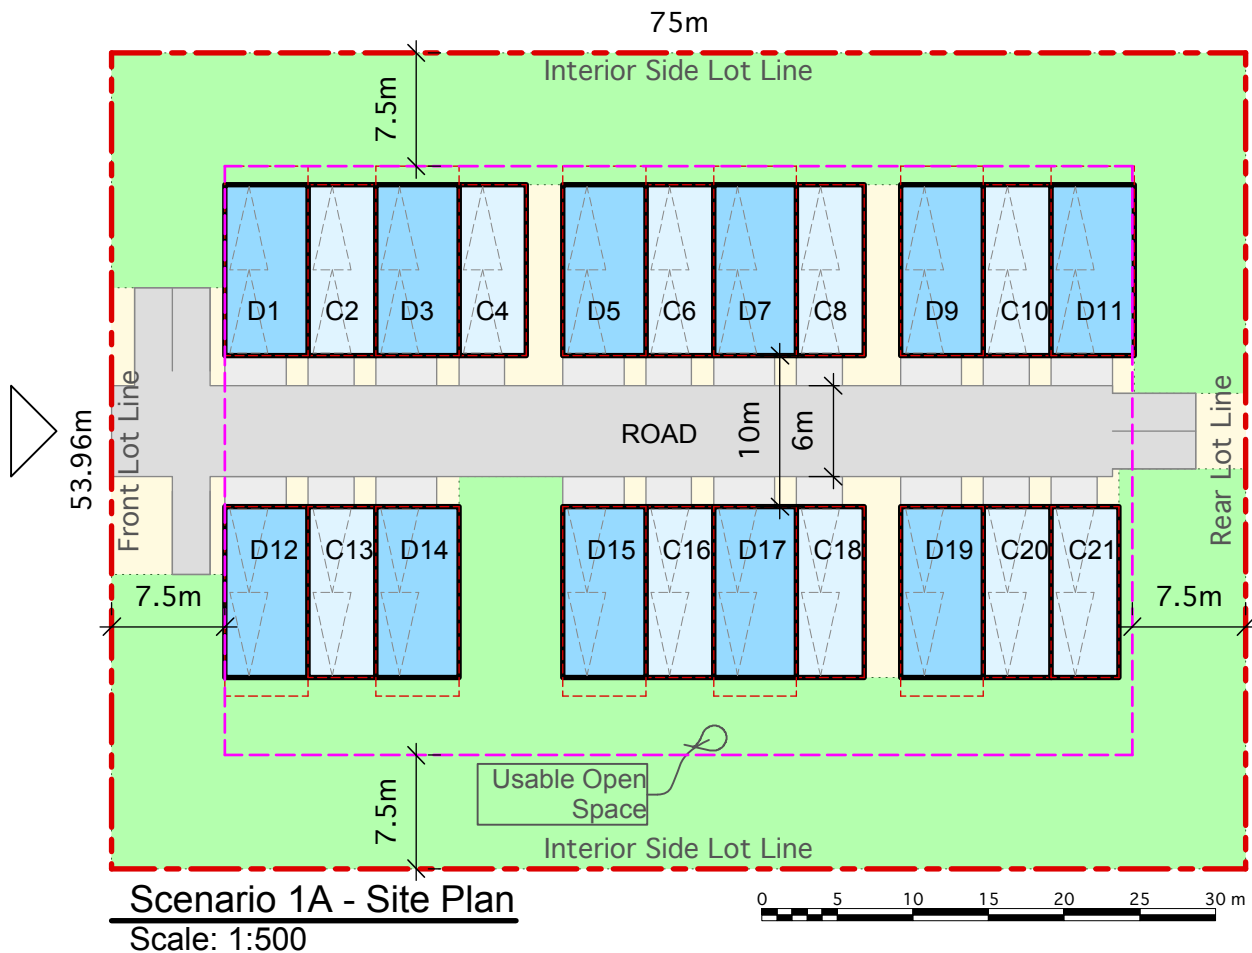 75m
Interior Side Lot Line
7.5m
D1 C2 D3 C4 D5 C6 D7 C8 D9 C10 D11
53.96m
Front Lot Line
ROAD
10m
6m
Rear Lot Line
D12 C13 D14 D15 C16 D17 C18 D19 C20 C21
7.5m
7.5m
Usable Open
Space
7.5m
Interior Side Lot Line
Scenario 1A - Site Plan
Scale: 1:500
0 5 10 15 20 25 30 m